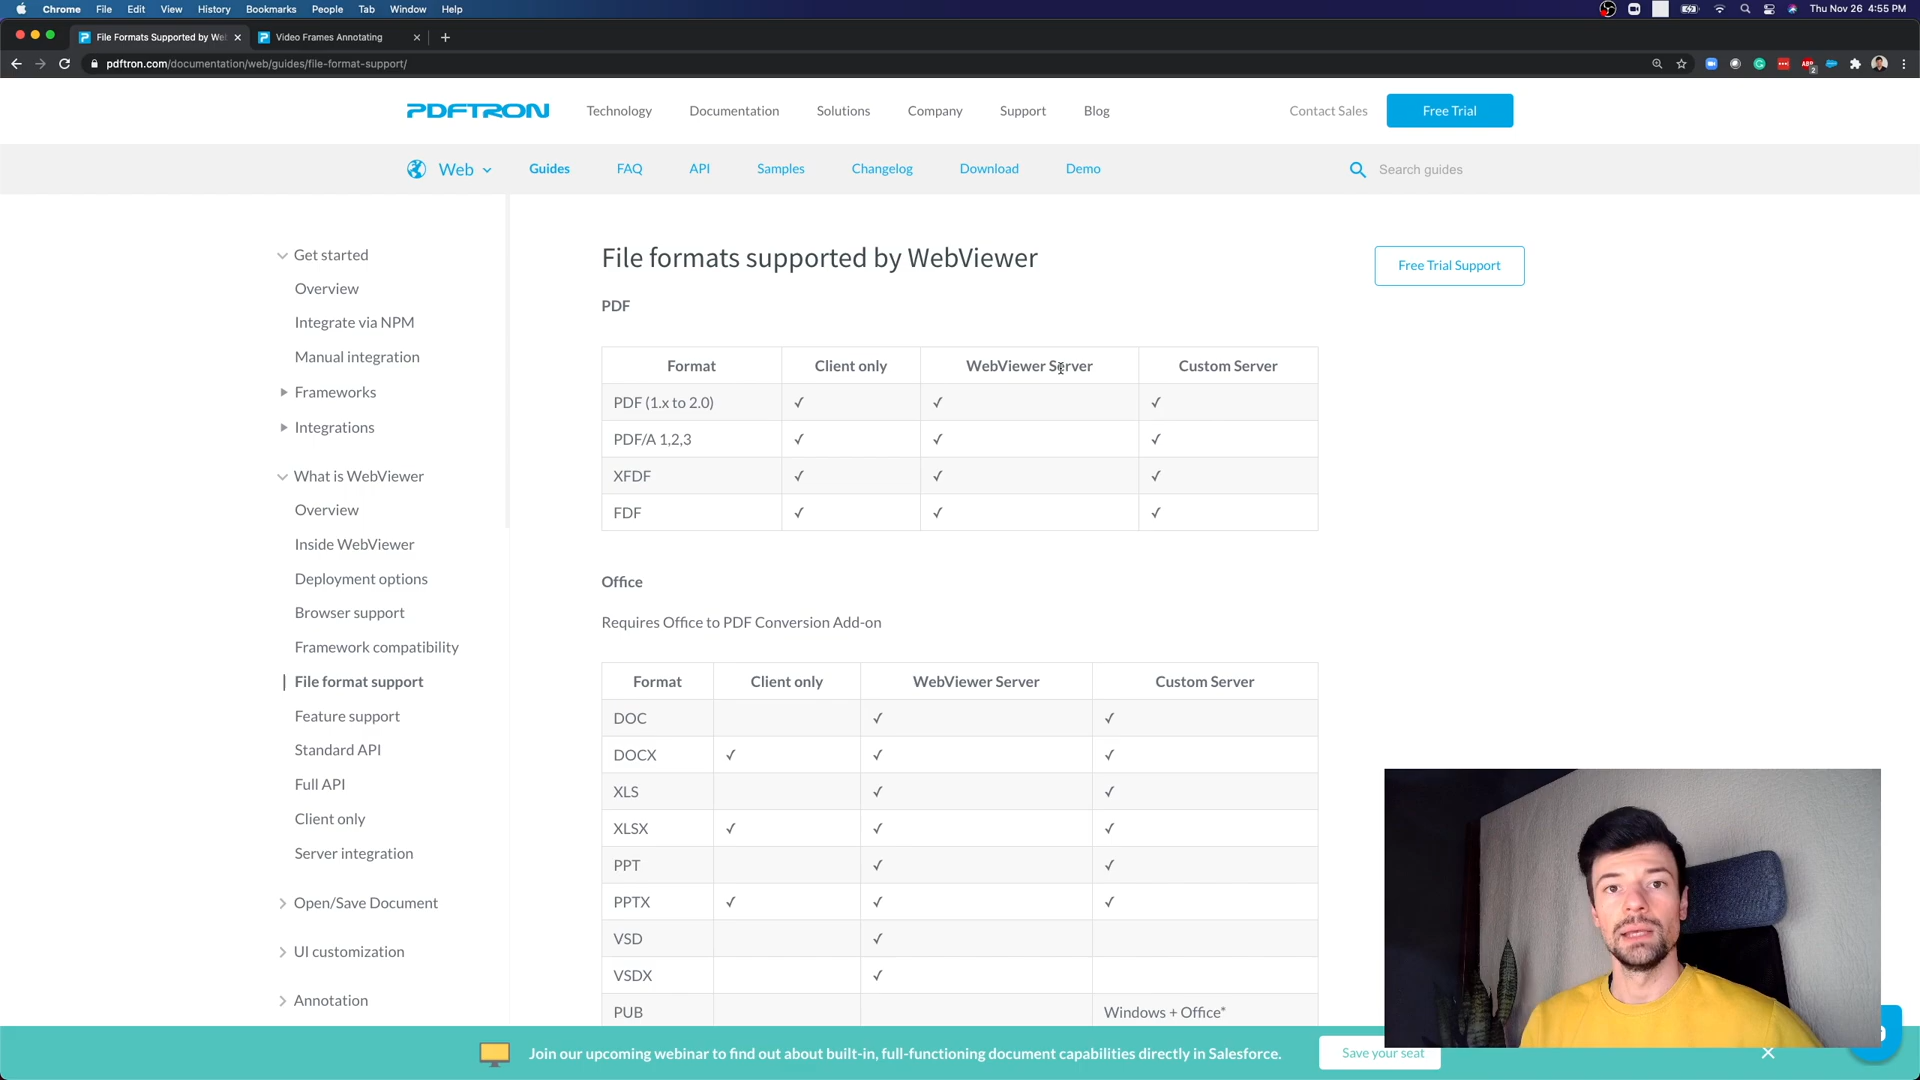 Chrome File Edit View History Bookmarks People Tab Window Help
Thu Nov 26 4:55 PM
File Formats Supported by We
Video Frames Annotating
pdftron.com/documentation/web/guides/file-format-support/
ABP
2
PDFTRON
Technology Documentation Solutions Company Support Blog
Contact Sales
Free Trial
Web
Guides FAQ API Samples Changelog Download Demo
Search guides
Get started
Overview
Integrate via NPM
Manual integration
Frameworks
Integrations
What is WebViewer
Overview
Inside WebViewer
Deployment options
Browser support
Framework compatibility
File format support
Feature support
Standard API
Full API
Client only
Server integration
Open/Save Document
UI customization
Annotation
File formats supported by WebViewer
Free Trial Support
PDF
Format Client only WebViewer Server Custom Server
PDF (1.x to 2.0) ✓ ✓ ✓
PDF/A 1,2,3 ✓ ✓ ✓
XFDF ✓ ✓ ✓
FDF ✓ ✓ ✓
Office
Requires Office to PDF Conversion Add-on
Format Client only WebViewer Server Custom Server
DOC ✓ ✓
DOCX ✓ ✓ ✓
XLS ✓ ✓
XLSX ✓ ✓ ✓
PPT ✓ ✓
PPTX ✓ ✓ ✓
VSD ✓
VSDX ✓
PUB Windows + Office*
Join our upcoming webinar to find out about built-in, full-functioning document capabilities directly in Salesforce.
Save your seat